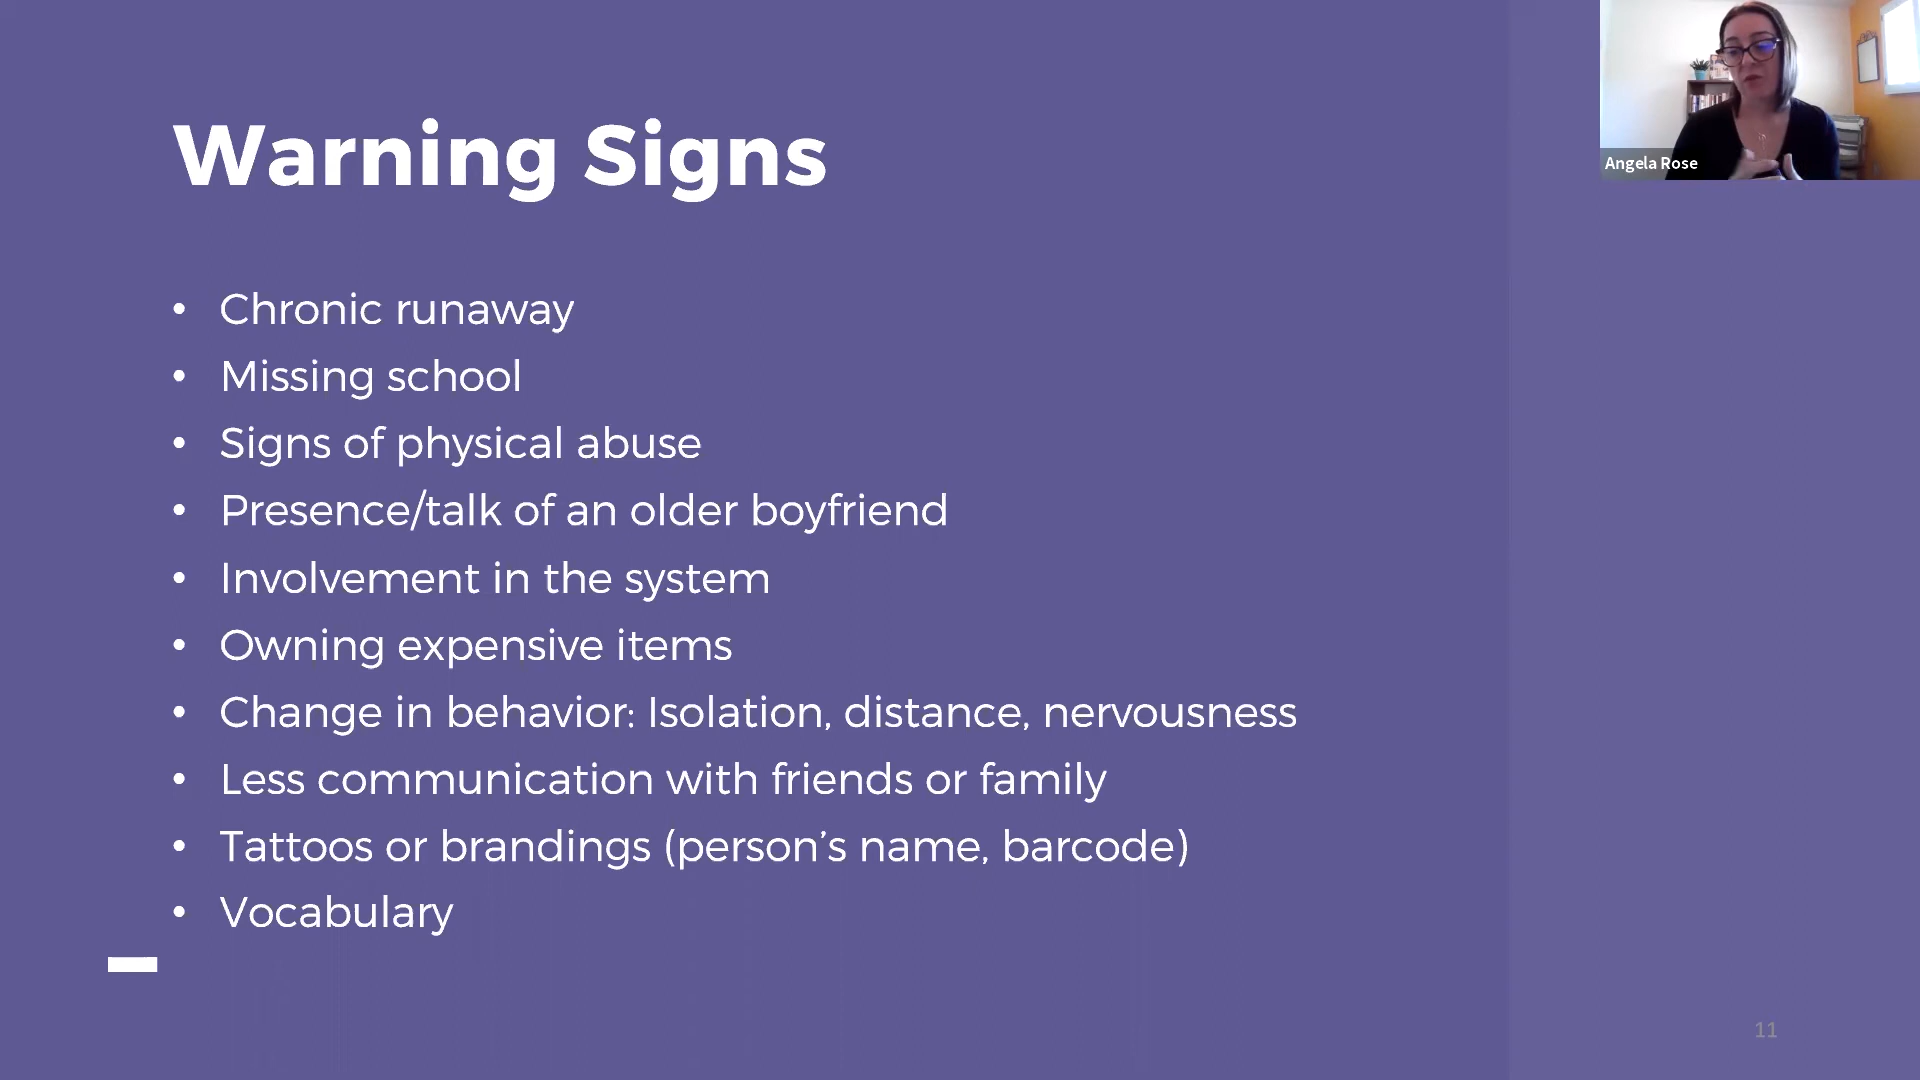 Warning Signs
• Chronic runaway
• Missing school
• Signs of physical abuse
• Presence/talk of an older boyfriend
• Involvement in the system
• Owning expensive items
• Change in behavior: Isolation, distance, nervousness
• Less communication with friends or family
• Tattoos or brandings (person’s name, barcode)
• Vocabulary
Angela Rose
11